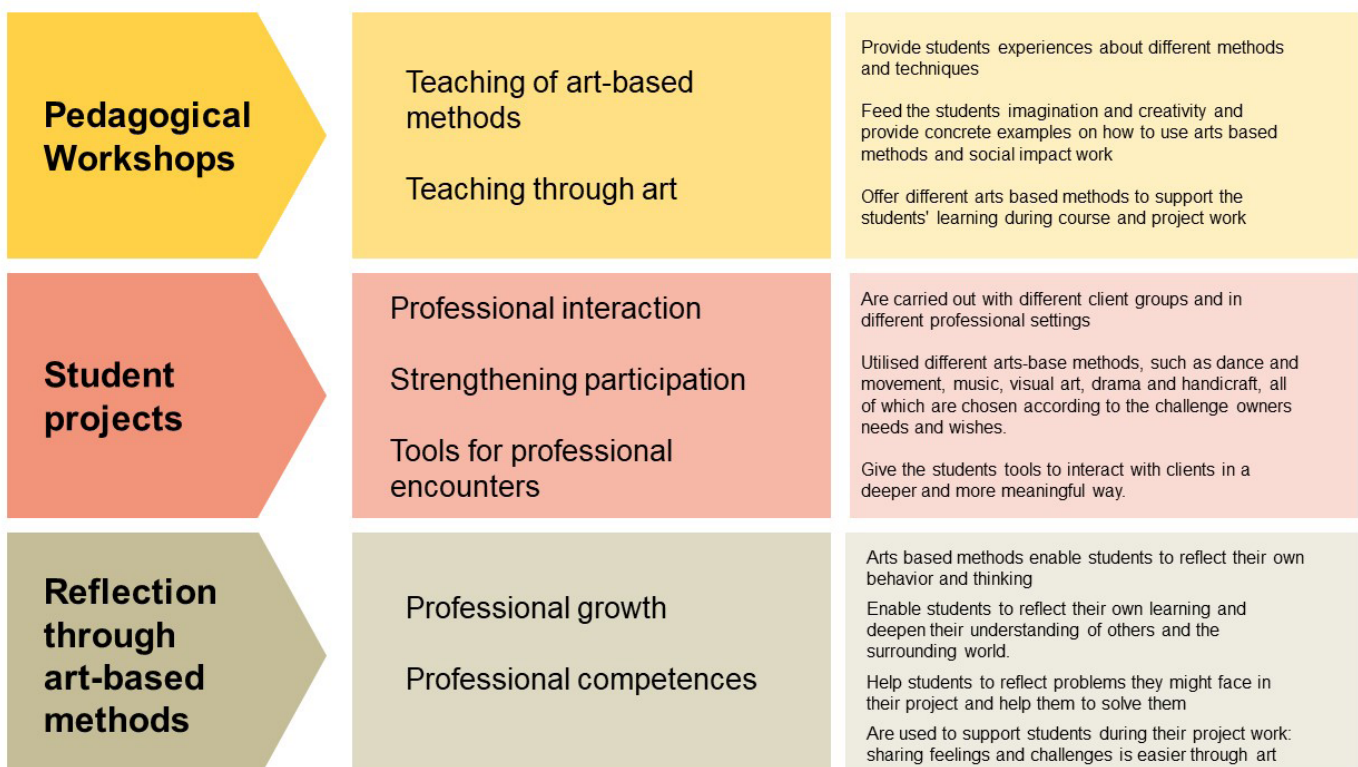 Pedagogical
Workshops
Teaching of art-based
methods
Teaching through art
Provide students experiences about different methods
and techniques
Feed the students imagination and creativity and
provide concrete examples on how to use arts based
methods and social impact work
Offer different arts based methods to support the
students' learning during course and project work
Student
projects
Professional interaction
Strengthening participation
Tools for professional
encounters
Are carried out with different client groups and in
different professional settings
Utilised different arts-base methods, such as dance and
movement, music, visual art, drama and handicraft, all
of which are chosen according to the challenge owners
needs and wishes.
Give the students tools to interact with clients in a
deeper and more meaningful way.
Reflection
through
art-based
methods
Professional growth
Professional competences
Arts based methods enable students to reflect their own
behavior and thinking
Enable students to reflect their own learning and
deepen their understanding of others and the
surrounding world.
Help students to reflect problems they might face in
their project and help them to solve them
Are used to support students during their project work:
sharing feelings and challenges is easier through art